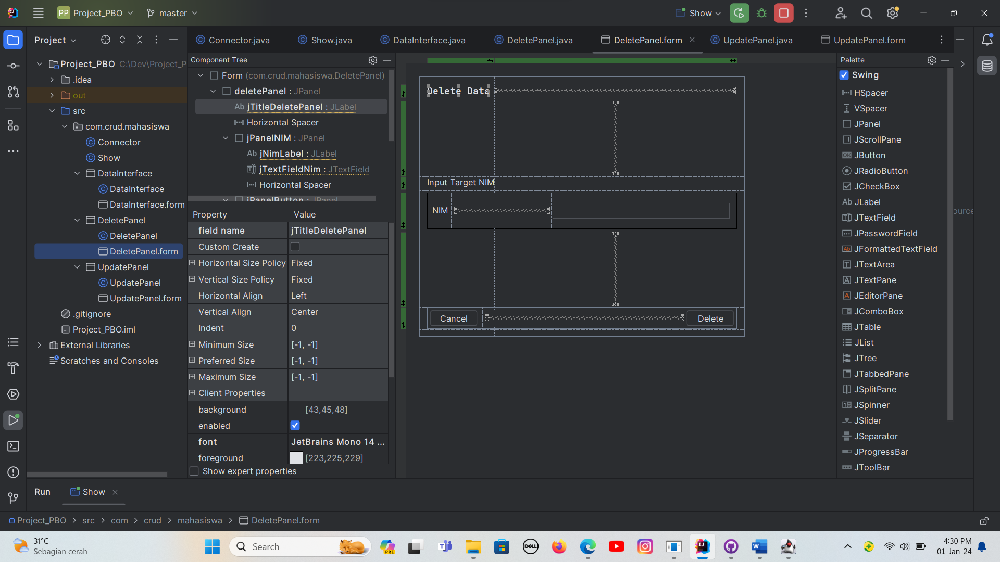 PP Project_PBO
master
Show
Project
Connector.java
Show.java
DataInterface.java
DeletePanel.java
DeletePanel.form
UpdatePanel.java
UpdatePanel.form
Project_PBO C:\Dev\Project_P
.idea
out
src
com.crud.mahasiswa
Connector
Show
DataInterface
DataInterface
DataInterface.form
DeletePanel
DeletePanel
DeletePanel.form
UpdatePanel
UpdatePanel
UpdatePanel.form
.gitignore
Project_PBO.iml
External Libraries
Scratches and Consoles
Component Tree
Form (com.crud.mahasiswa.DeletePanel)
deletePanel : JPanel
Ab jTitleDeletePanel : JLabel
Horizontal Spacer
jPanelNIM : JPanel
Ab jNimLabel : JLabel
jTextFieldNim : JTextField
Horizontal Spacer
jPanelButton : JPanel
Property Value
field name jTitleDeletePanel
Custom Create
Horizontal Size Policy Fixed
Vertical Size Policy Fixed
Horizontal Align Left
Vertical Align Center
Indent 0
Minimum Size [-1, -1]
Preferred Size [-1, -1]
Maximum Size [-1, -1]
Client Properties
background [43,45,48]
enabled
font JetBrains Mono 14 ...
foreground [223,225,229]
Show expert properties
Delete Data
Input Target NIM
NIM
Cancel
Delete
Palette
Swing
HSpacer
VSpacer
JPanel
JScrollPane
OK JButton
JRadioButton
JCheckBox
Ab JLabel
JTextField
JPasswordField
JFormattedTextField
JTextArea
JTextPane
JEditorPane
JComboBox
JTable
JList
JTree
JTabbedPane
JSplitPane
JSpinner
JSlider
JSeparator
JProgressBar
JToolBar
ource
Run
Show
Project_PBO > src > com > crud > mahasiswa > DeletePanel.form
31°C
Sebagian cerah
Search
PRE
DELL
4:30 PM
01-Jan-24